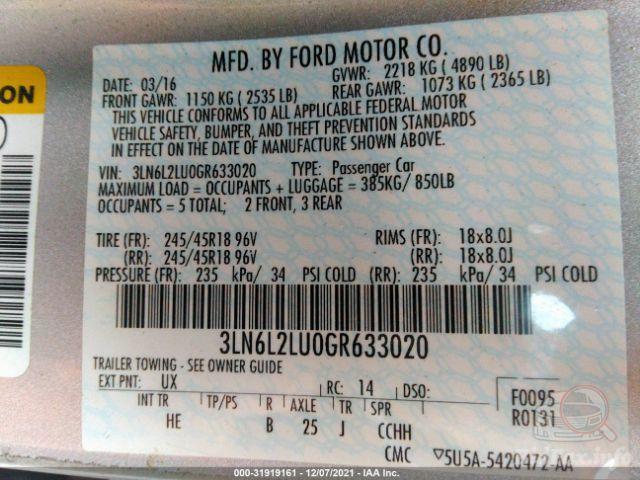 ON
MFD. BY FORD MOTOR CO.
DATE: 03/16 GVWR: 2218 KG ( 4890 LB)
FRONT GAWR: 1150 KG ( 2535 LB) REAR GAWR: 1073 KG ( 2365 LB)
THIS VEHICLE CONFORMS TO ALL APPLICABLE FEDERAL MOTOR
VEHICLE SAFETY, BUMPER, AND THEFT PREVENTION STANDARDS
IN EFFECT ON THE DATE OF MANUFACTURE SHOWN ABOVE.
VIN: 3LN6L2LU0GR633020 TYPE: Passenger Car
MAXIMUM LOAD = OCCUPANTS + LUGGAGE = 385KG/ 850LB
OCCUPANTS = 5 TOTAL; 2 FRONT, 3 REAR
TIRE (FR): 245/45R18 96V RIMS (FR): 18x8.0J
(RR): 245/45R18 96V (RR): 18x8.0J
PRESSURE (FR): 235 kPa/ 34 PSI COLD (RR): 235 kPa/ 34 PSI COLD
3LN6L2LU0GR633020
TRAILER TOWING - SEE OWNER GUIDE
EXT PNT: UX RC: 14 DSO: F0095
INT TR TP/PS R AXLE TR SPR R0131
HE B 25 J CCHH
CMC ▽5U5A-5420472-AA
ID: 31919161 - 12/07/2021 - IAA Inc.